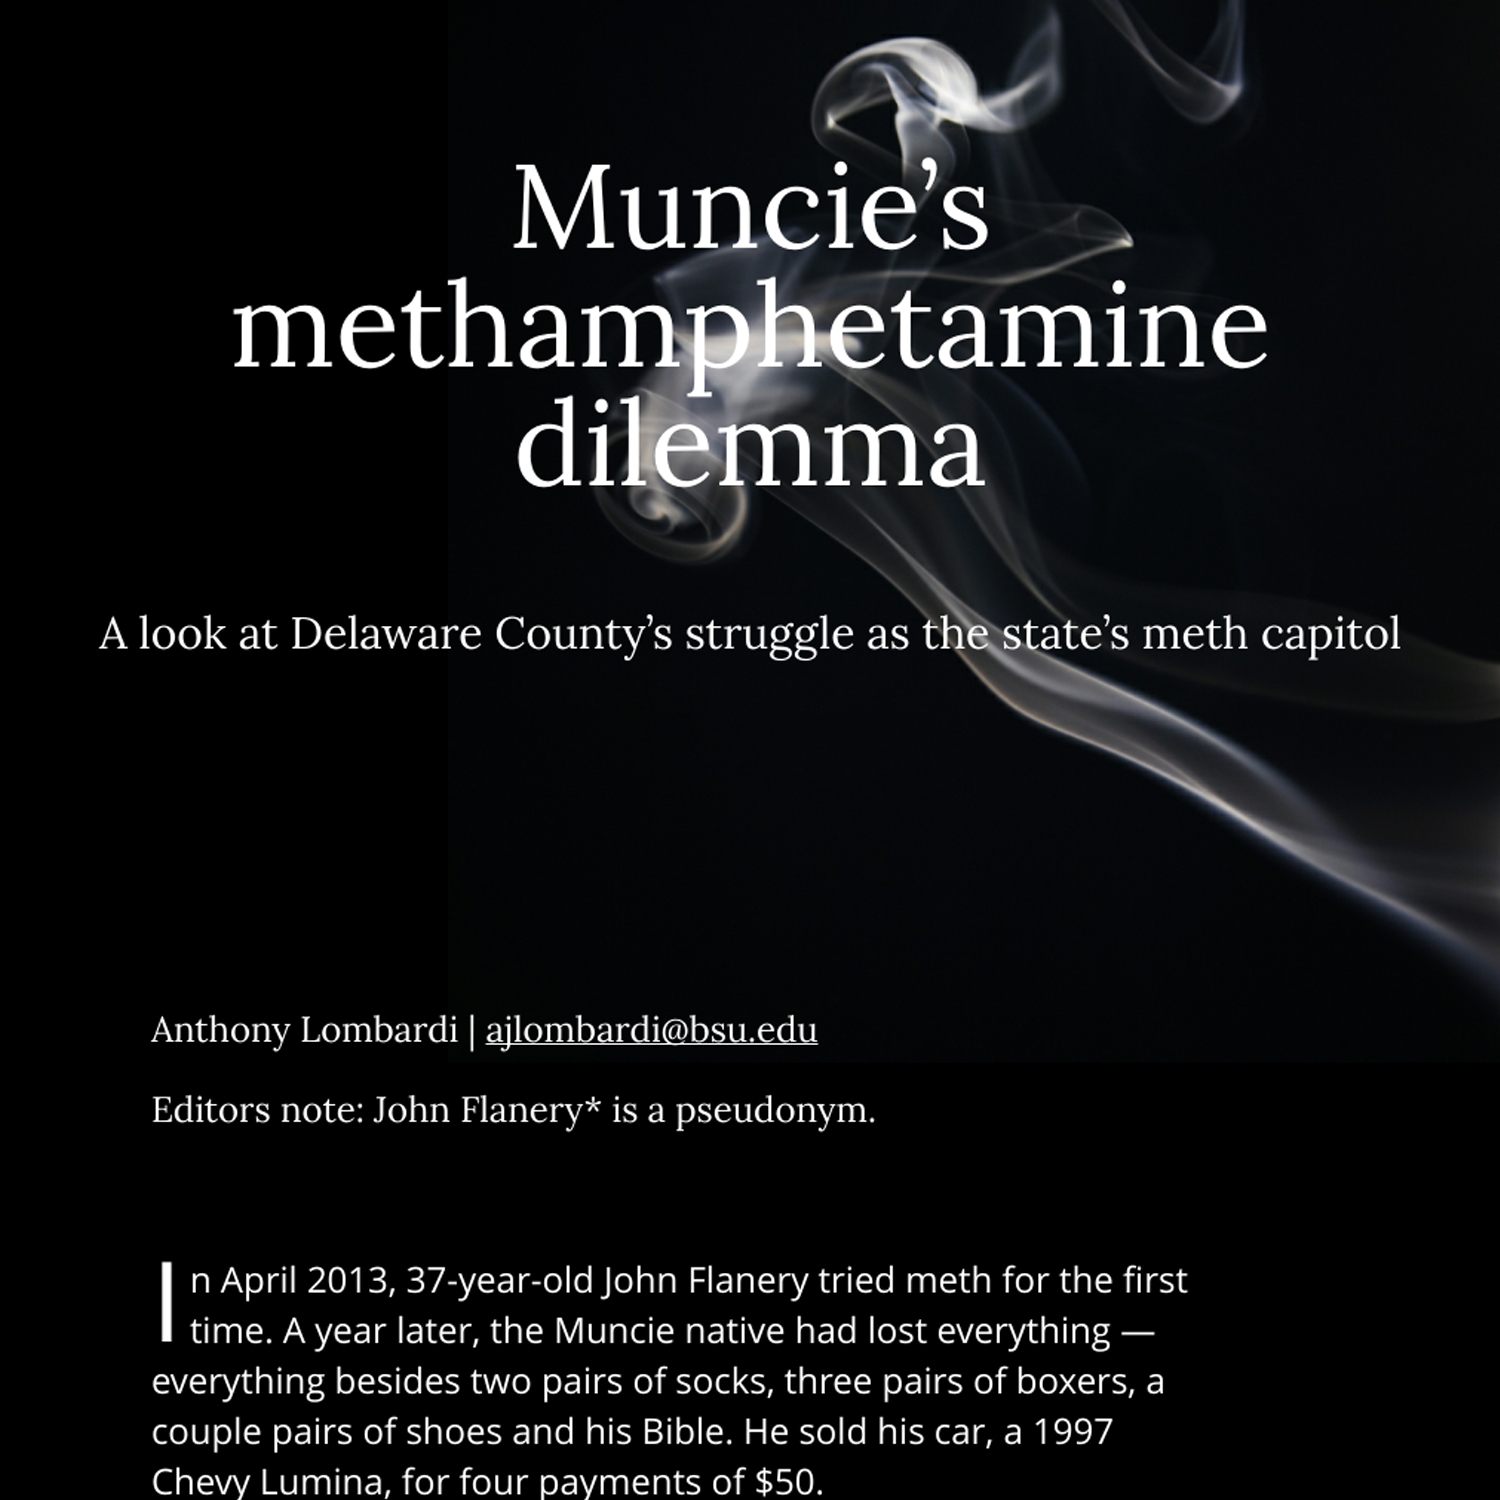 Muncie’s
methamphetamine
dilemma
A look at Delaware County’s struggle as the state’s meth capitol
Anthony Lombardi | ajlombardi@bsu.edu
Editors note: John Flanery* is a pseudonym.
In April 2013, 37-year-old John Flanery tried meth for the first
time. A year later, the Muncie native had lost everything —
everything besides two pairs of socks, three pairs of boxers, a
couple pairs of shoes and his Bible. He sold his car, a 1997
Chevy Lumina, for four payments of $50.